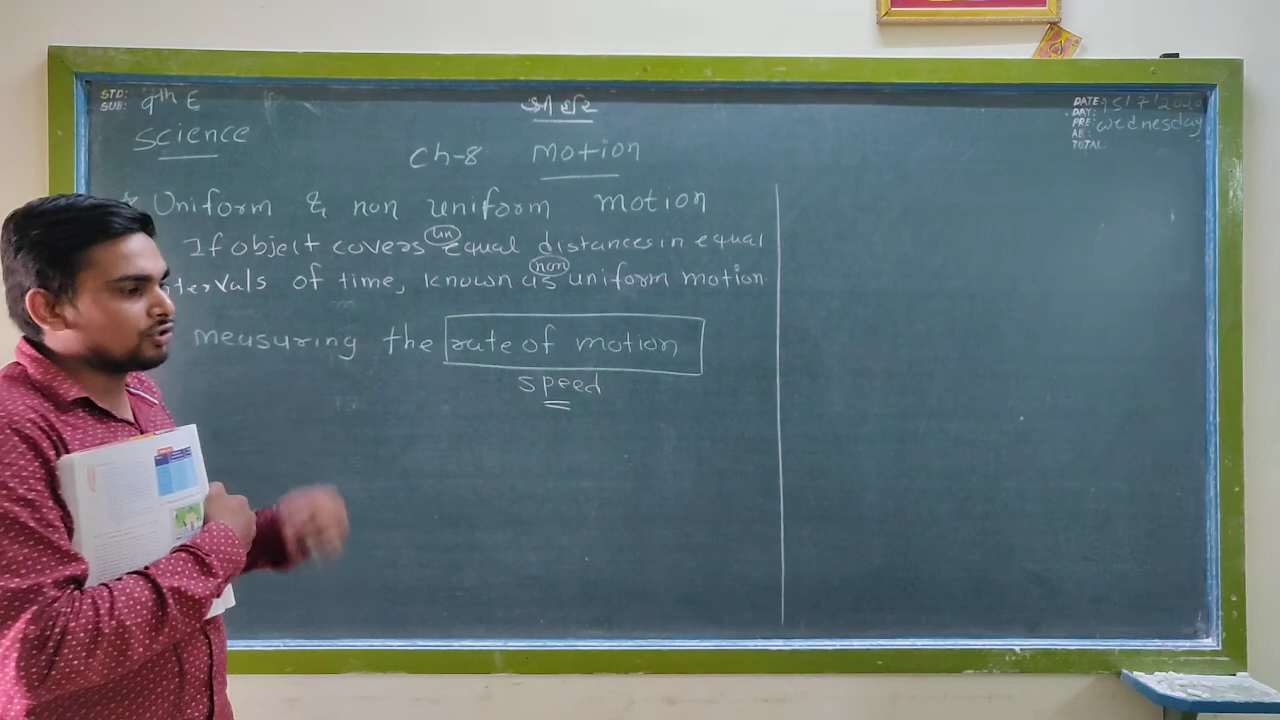 STD: 9th E
SUB: Science
DATE: 15/7/2020
DAY: Wednesday
PRE:
AB:
TOTAL:
Ch-8 Motion
* Uniform & non uniform motion
If object covers (un) equal distances in equal
intervals of time, known as (non) uniform motion.
measuring the rate of motion
speed